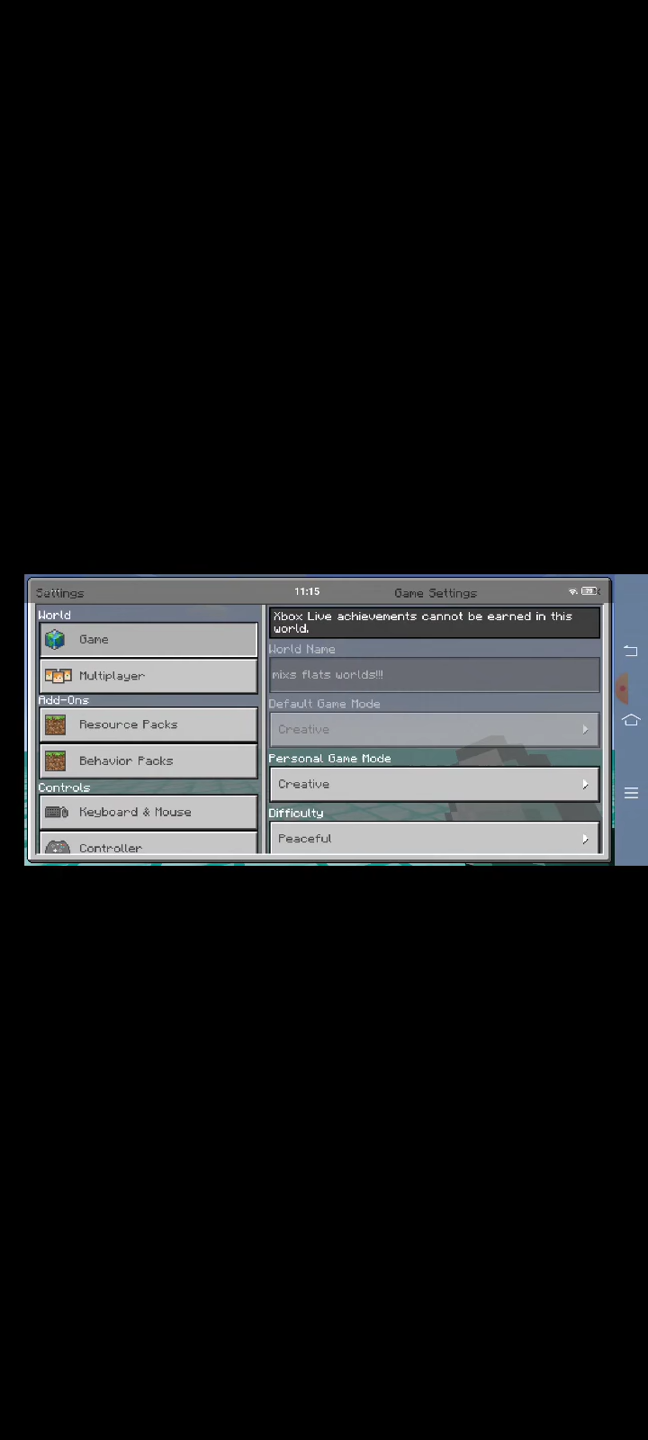 Settings
11:15
Game Settings
World
Game
Multiplayer
Add-Ons
Resource Packs
Behavior Packs
Controls
Keyboard & Mouse
Controller
Xbox Live achievements cannot be earned in this
world.
World Name
mixs flats worlds!!!
Default Game Mode
Creative
Personal Game Mode
Creative
Difficulty
Peaceful